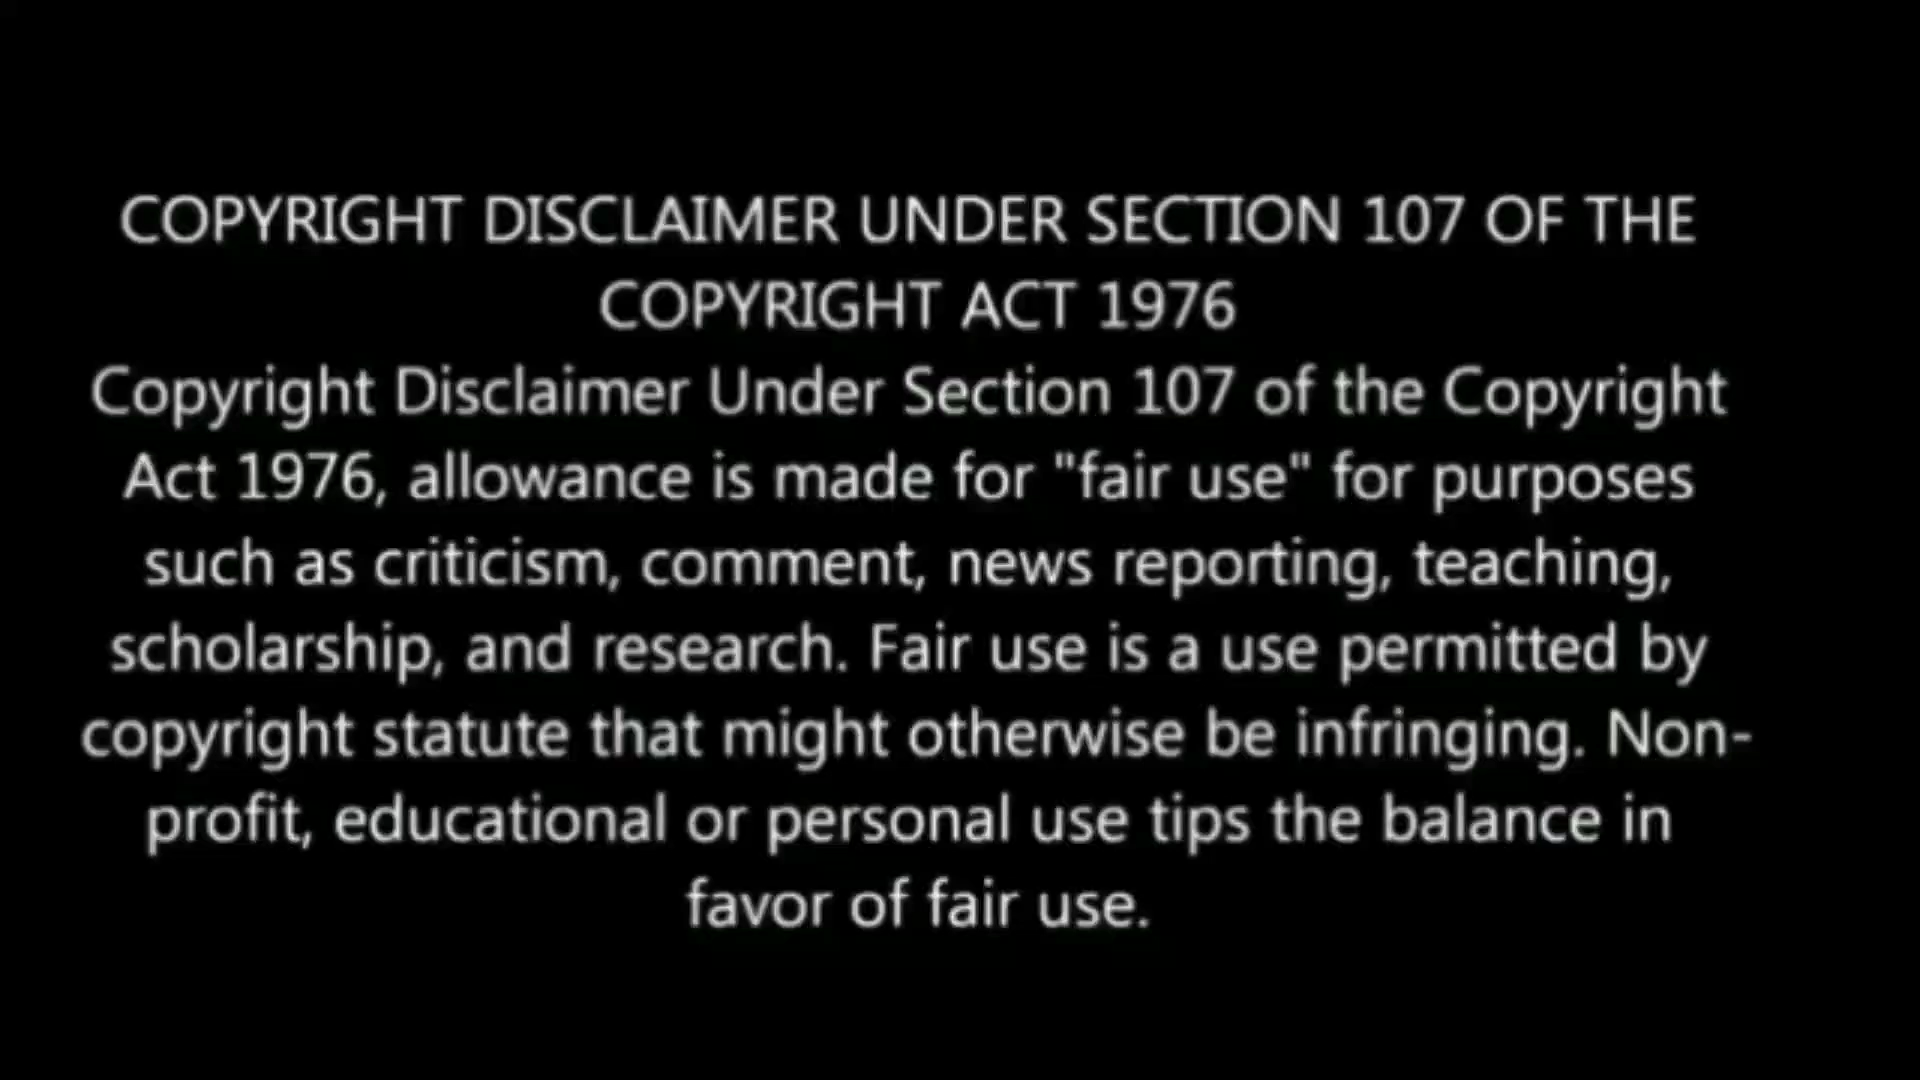 COPYRIGHT DISCLAIMER UNDER SECTION 107 OF THE
COPYRIGHT ACT 1976
Copyright Disclaimer Under Section 107 of the Copyright
Act 1976, allowance is made for "fair use" for purposes
such as criticism, comment, news reporting, teaching,
scholarship, and research. Fair use is a use permitted by
copyright statute that might otherwise be infringing. Non-
profit, educational or personal use tips the balance in
favor of fair use.